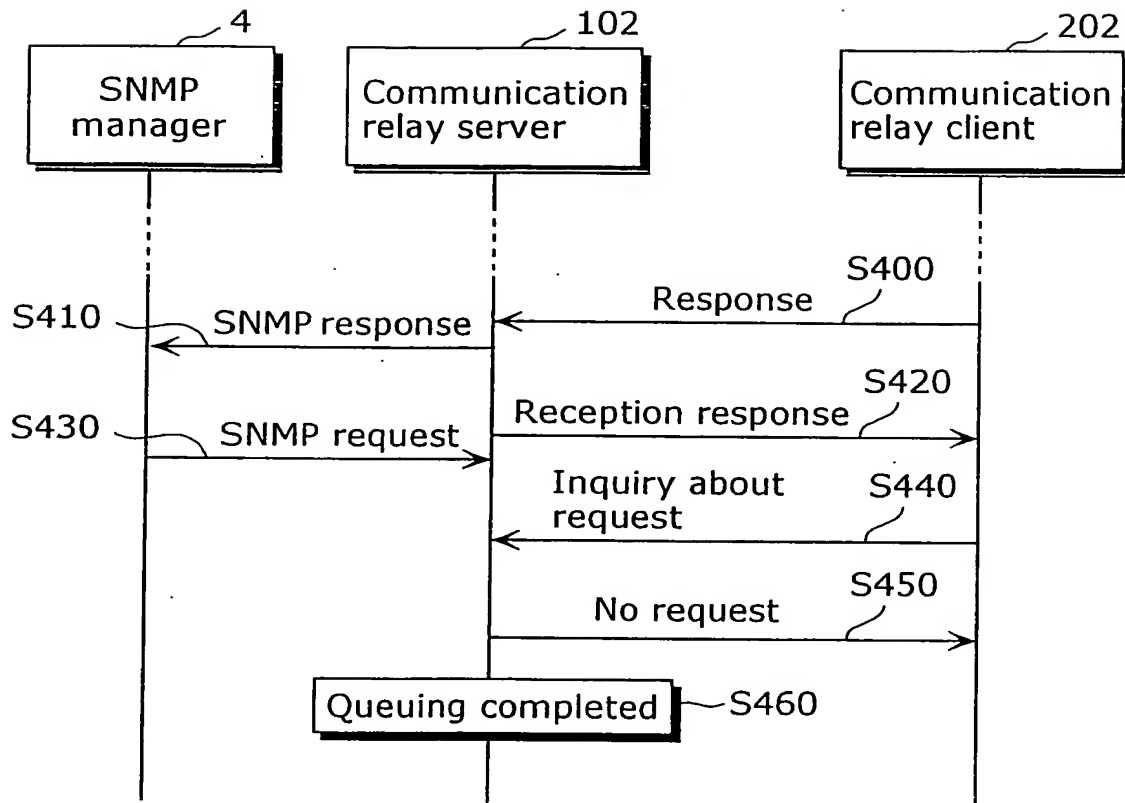 4
102
202
SNMP
manager
Communication
relay server
Communication
relay client
S400
Response
S410
SNMP response
S420
Reception response
S430
SNMP request
Inquiry about
request
S440
S450
No request
Queuing completed
S460